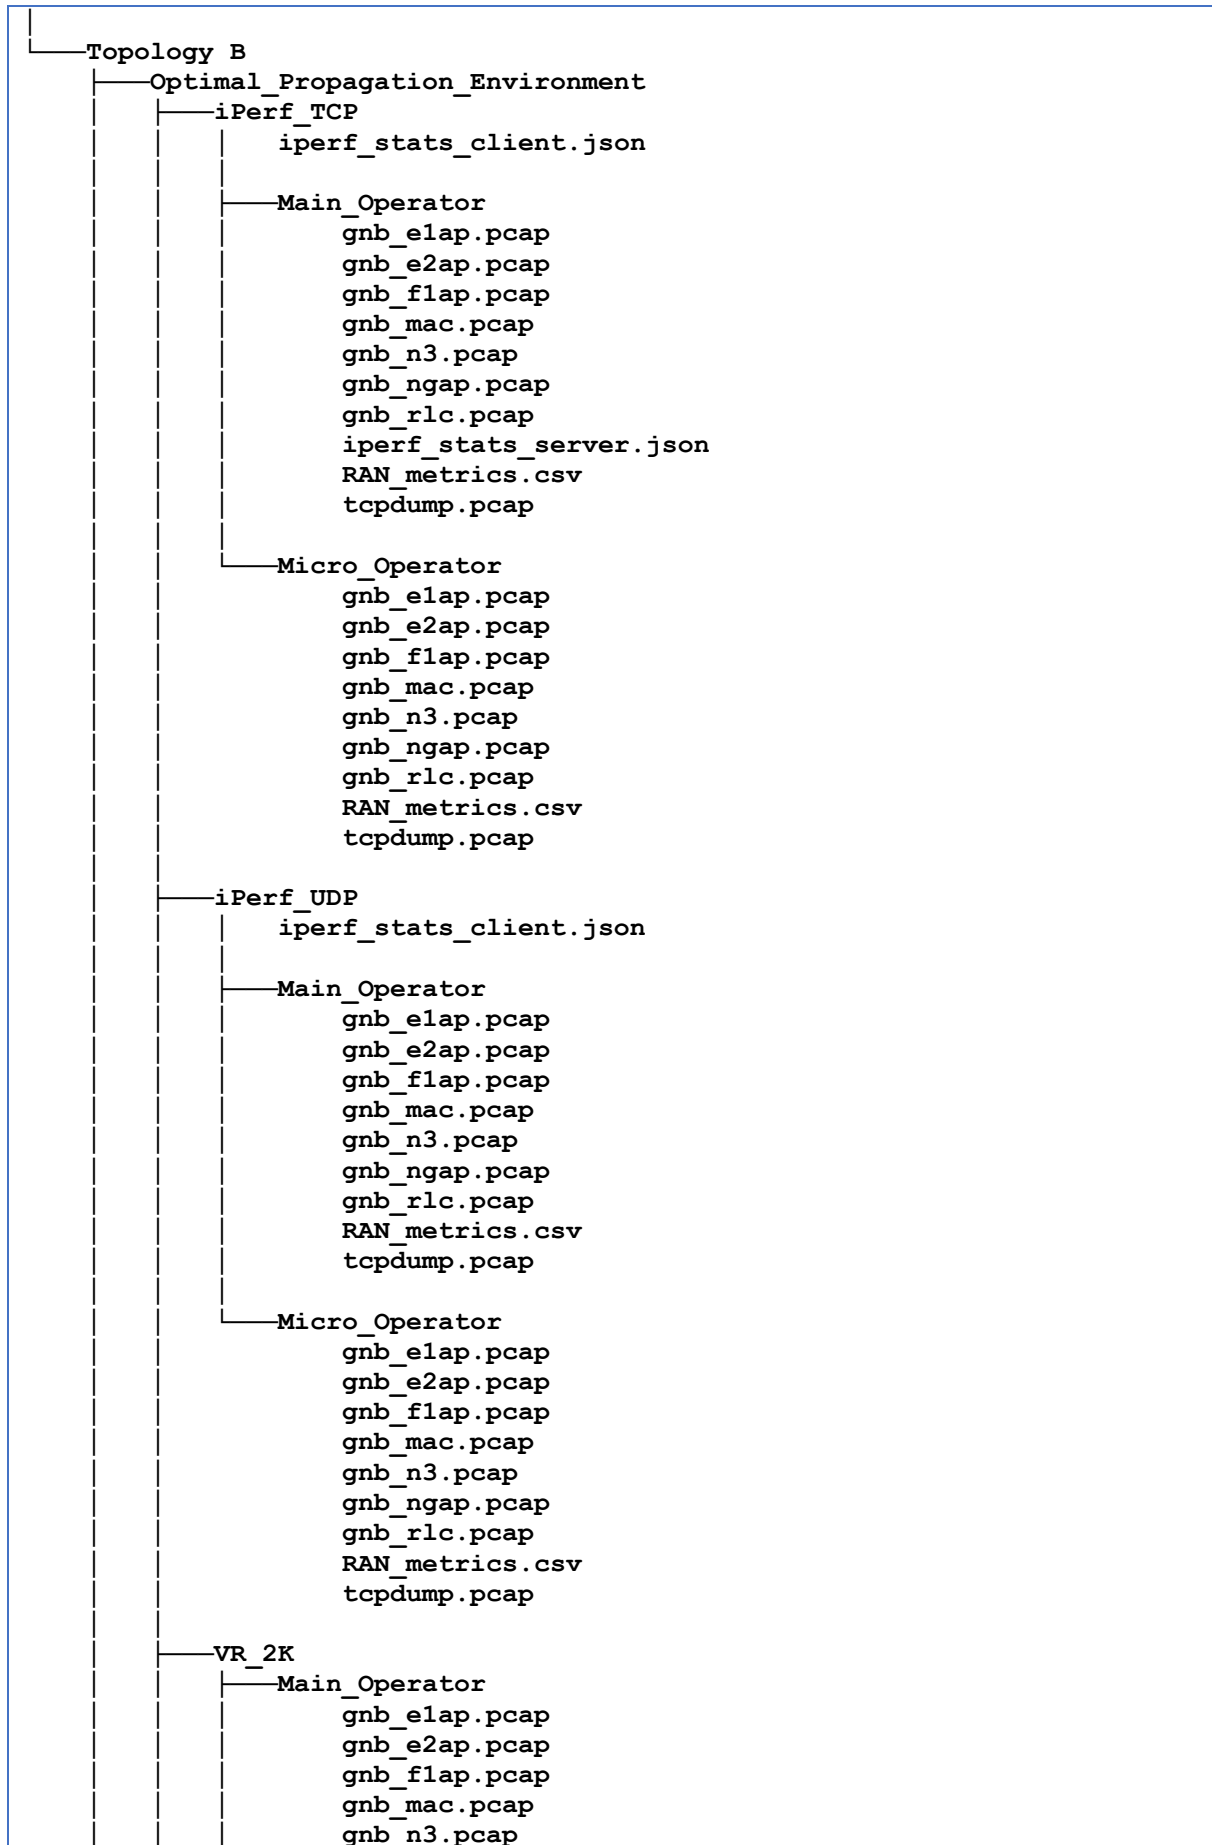 Topology B
Optimal_Propagation_Environment
iPerf_TCP
iperf_stats_client.json
Main_Operator
gnb_e1ap.pcap
gnb_e2ap.pcap
gnb_f1ap.pcap
gnb_mac.pcap
gnb_n3.pcap
gnb_ngap.pcap
gnb_rlc.pcap
iperf_stats_server.json
RAN_metrics.csv
tcpdump.pcap
Micro_Operator
gnb_e1ap.pcap
gnb_e2ap.pcap
gnb_f1ap.pcap
gnb_mac.pcap
gnb_n3.pcap
gnb_ngap.pcap
gnb_rlc.pcap
RAN_metrics.csv
tcpdump.pcap
iPerf_UDP
iperf_stats_client.json
Main_Operator
gnb_e1ap.pcap
gnb_e2ap.pcap
gnb_f1ap.pcap
gnb_mac.pcap
gnb_n3.pcap
gnb_ngap.pcap
gnb_rlc.pcap
RAN_metrics.csv
tcpdump.pcap
Micro_Operator
gnb_e1ap.pcap
gnb_e2ap.pcap
gnb_f1ap.pcap
gnb_mac.pcap
gnb_n3.pcap
gnb_ngap.pcap
gnb_rlc.pcap
RAN_metrics.csv
tcpdump.pcap
VR_2K
Main_Operator
gnb_e1ap.pcap
gnb_e2ap.pcap
gnb_f1ap.pcap
gnb_mac.pcap
gnb_n3.pcap